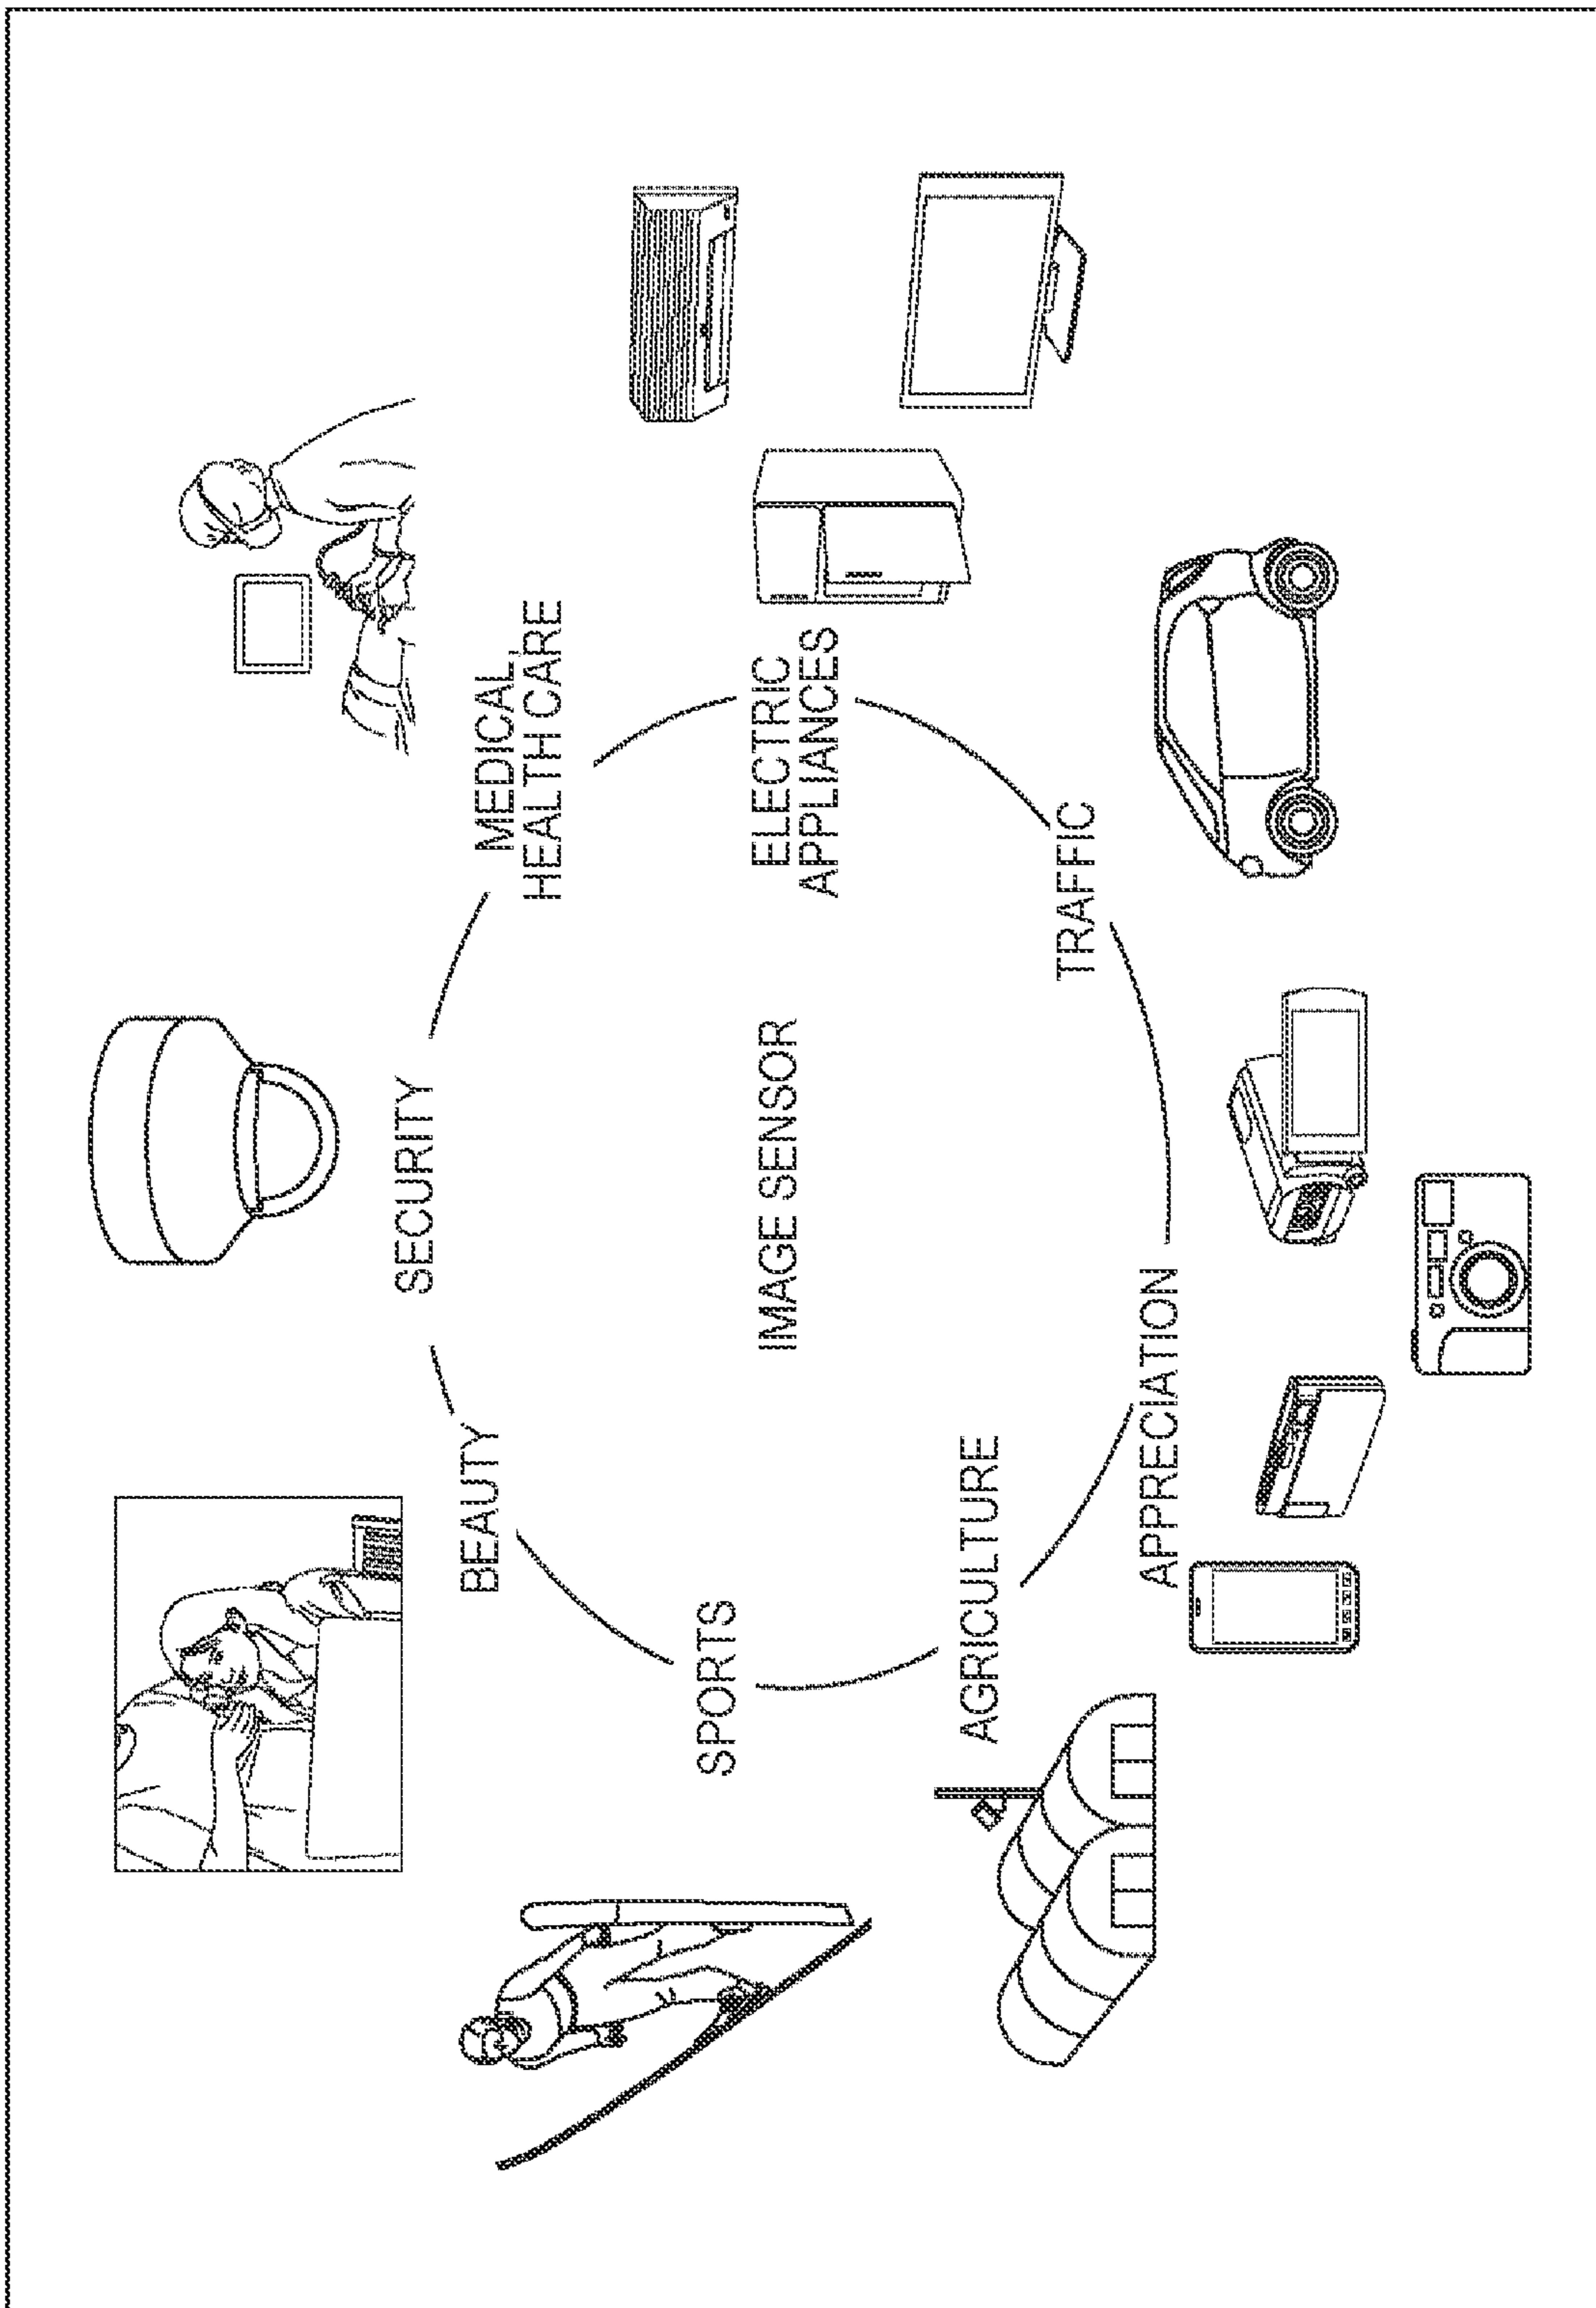 SECURITY
BEAUTY
MEDICAL,
HEALTH CARE
SPORTS
IMAGE SENSOR
ELECTRIC
APPLIANCES
AGRICULTURE
TRAFFIC
APPRECIATION